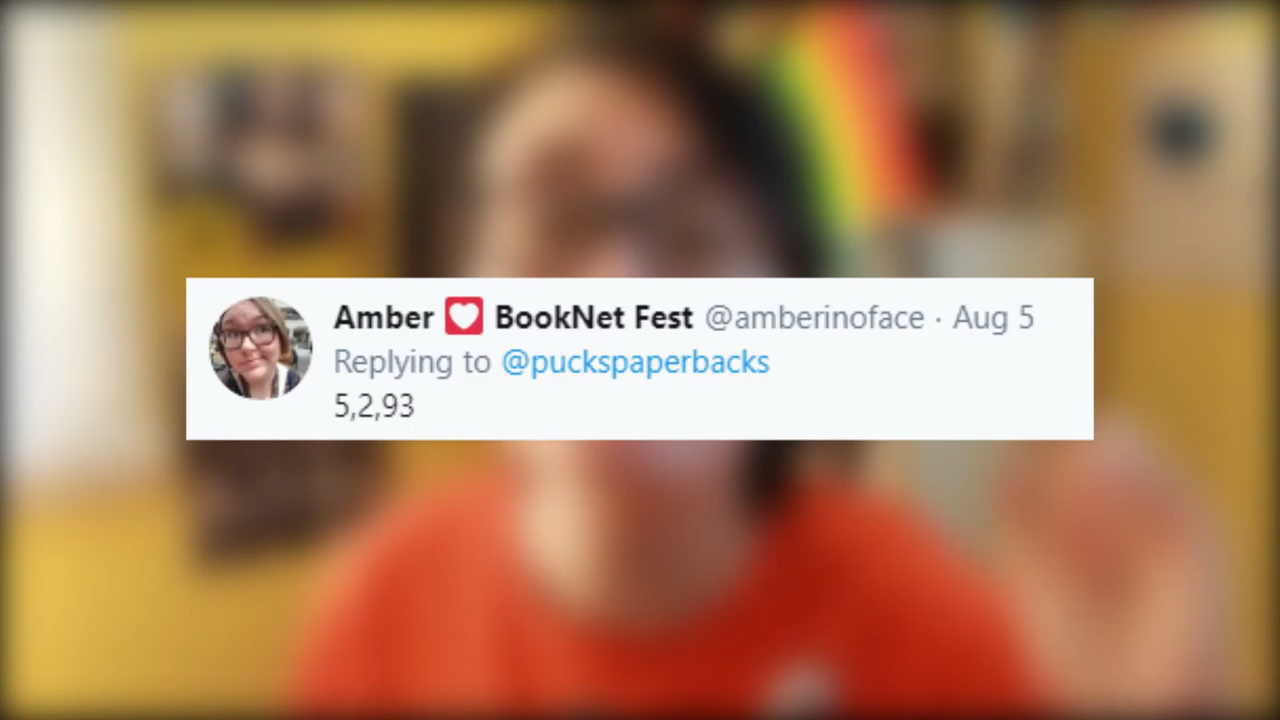 Amber 💟 BookNet Fest @amberinoface · Aug 5
Replying to @puckspaperbacks
5,2,93